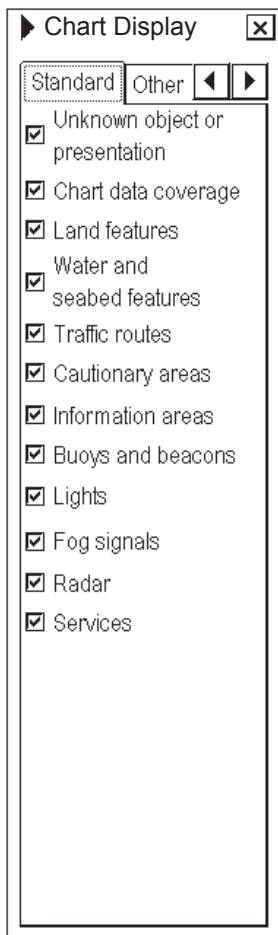 Chart Display
Standard Other
Unknown object or
presentation
Chart data coverage
Land features
Water and
seabed features
Traffic routes
Cautionary areas
Information areas
Buoys and beacons
Lights
Fog signals
Radar
Services